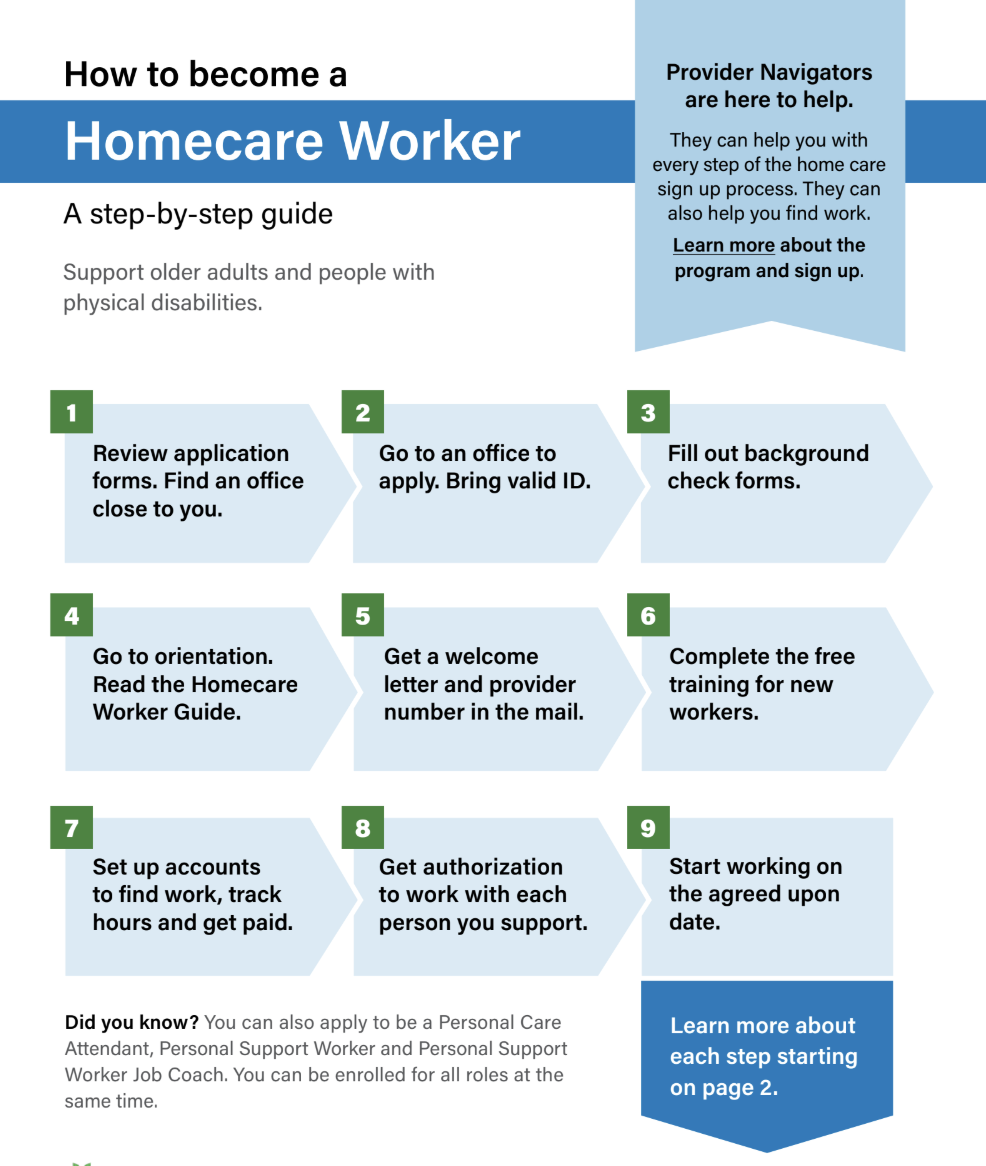 How to become a
Homecare Worker
A step-by-step guide
Support older adults and people with
physical disabilities.
Provider Navigators
are here to help.
They can help you with
every step of the home care
sign up process. They can
also help you find work.
Learn more about the
program and sign up.
1
Review application
forms. Find an office
close to you.
2
Go to an office to
apply. Bring valid ID.
3
Fill out background
check forms.
4
Go to orientation.
Read the Homecare
Worker Guide.
5
Get a welcome
letter and provider
number in the mail.
6
Complete the free
training for new
workers.
7
Set up accounts
to find work, track
hours and get paid.
8
Get authorization
to work with each
person you support.
9
Start working on
the agreed upon
date.
Did you know? You can also apply to be a Personal Care
Attendant, Personal Support Worker and Personal Support
Worker Job Coach. You can be enrolled for all roles at the
same time.
Learn more about
each step starting
on page 2.